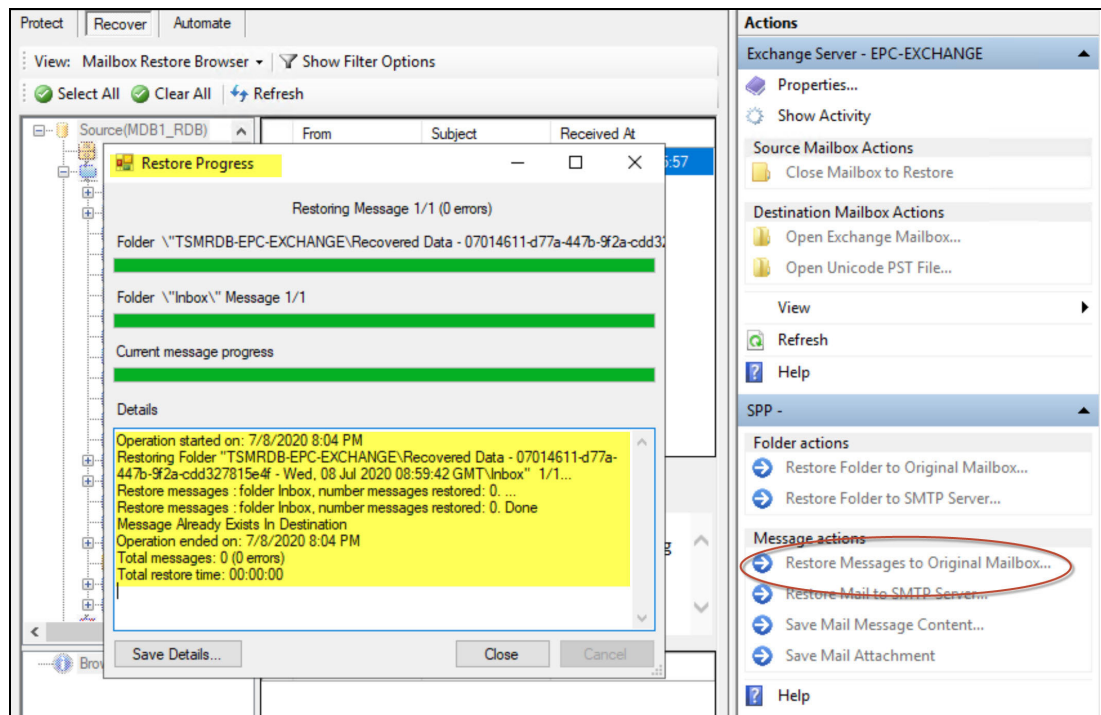 Protect Recover Automate
View: Mailbox Restore Browser Show Filter Options
Select All Clear All Refresh
Source(MDB1_RDB)
From Subject Received At
5:57
Restore Progress
Restoring Message 1/1 (0 errors)
Folder \"TSMRDB-EPC-EXCHANGE\Recovered Data - 07014611-d77a-447b-9f2a-cdd32
Folder \"Inbox\" Message 1/1
Current message progress
Details
Operation started on: 7/8/2020 8:04 PM
Restoring Folder "TSMRDB-EPC-EXCHANGE\Recovered Data - 07014611-d77a-
447b-9f2a-cdd327815e4f - Wed, 08 Jul 2020 08:59:42 GMT\Inbox" 1/1...
Restore messages : folder Inbox, number messages restored: 0. ...
Restore messages : folder Inbox, number messages restored: 0. Done
Message Already Exists In Destination
Operation ended on: 7/8/2020 8:04 PM
Total messages: 0 (0 errors)
Total restore time: 00:00:00
Save Details...
Close
Cancel
Actions
Exchange Server - EPC-EXCHANGE
Properties...
Show Activity
Source Mailbox Actions
Close Mailbox to Restore
Destination Mailbox Actions
Open Exchange Mailbox...
Open Unicode PST File...
View
Refresh
Help
SPP -
Folder actions
Restore Folder to Original Mailbox...
Restore Folder to SMTP Server...
Message actions
Restore Messages to Original Mailbox...
Restore Mail to SMTP Server...
Save Mail Message Content...
Save Mail Attachment
Help